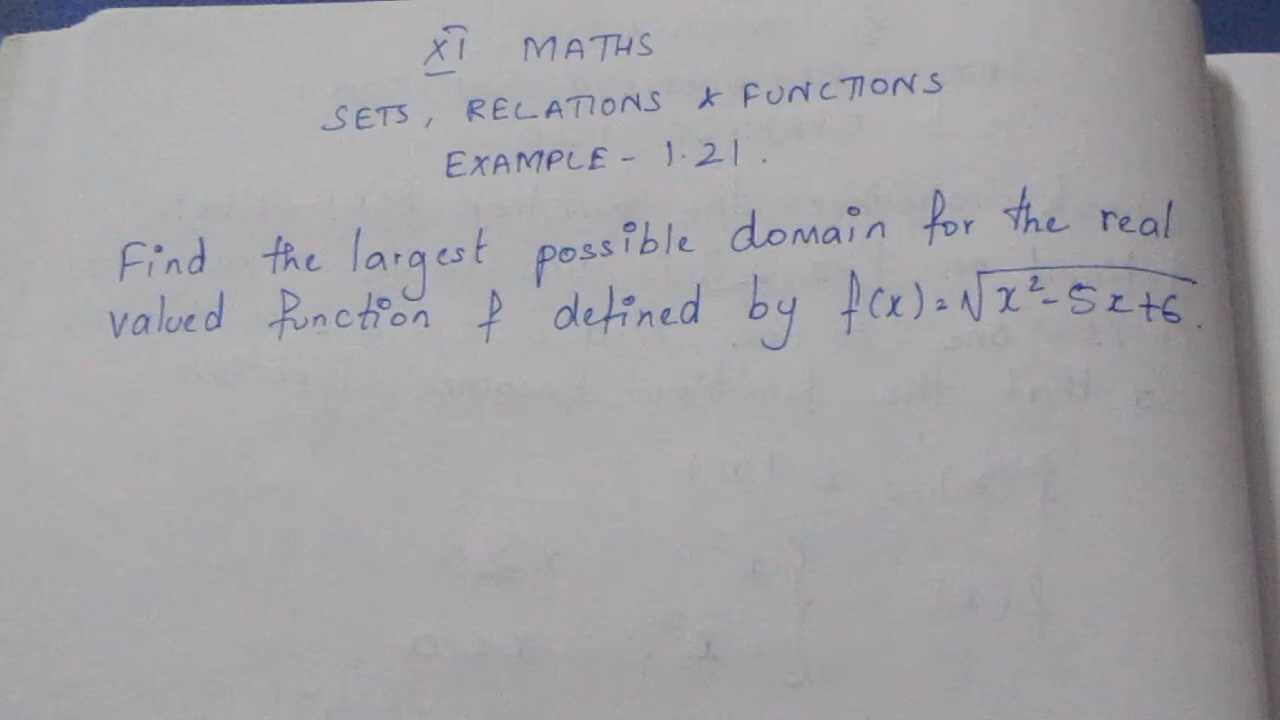 XI MATHS
SETS, RELATIONS & FUNCTIONS
EXAMPLE - 1.21.
Find the largest possible domain for the real
valued function f defined by f(x) = √x²-5x+6.